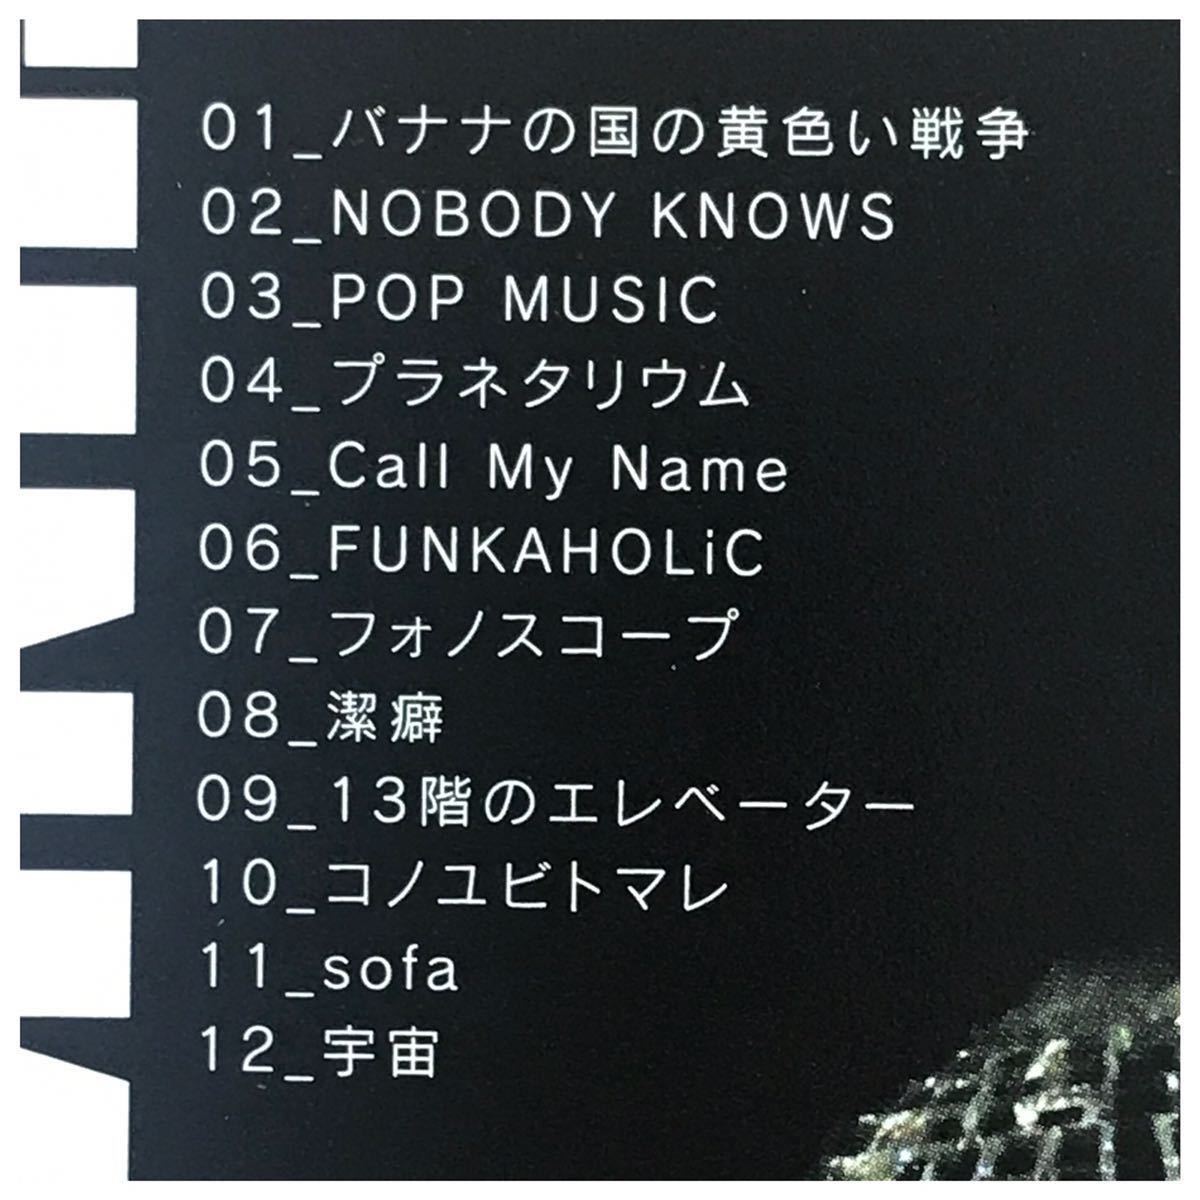 01_バナナの国の黄色い戦争
02_NOBODY KNOWS
03_POP MUSIC
04_プラネタリウム
05_Call My Name
06_FUNKAHOLiC
07_フォノスコープ
08_潔癖
09_13階のエレベーター
10_コノユビトマレ
11_sofa
12_宇宙